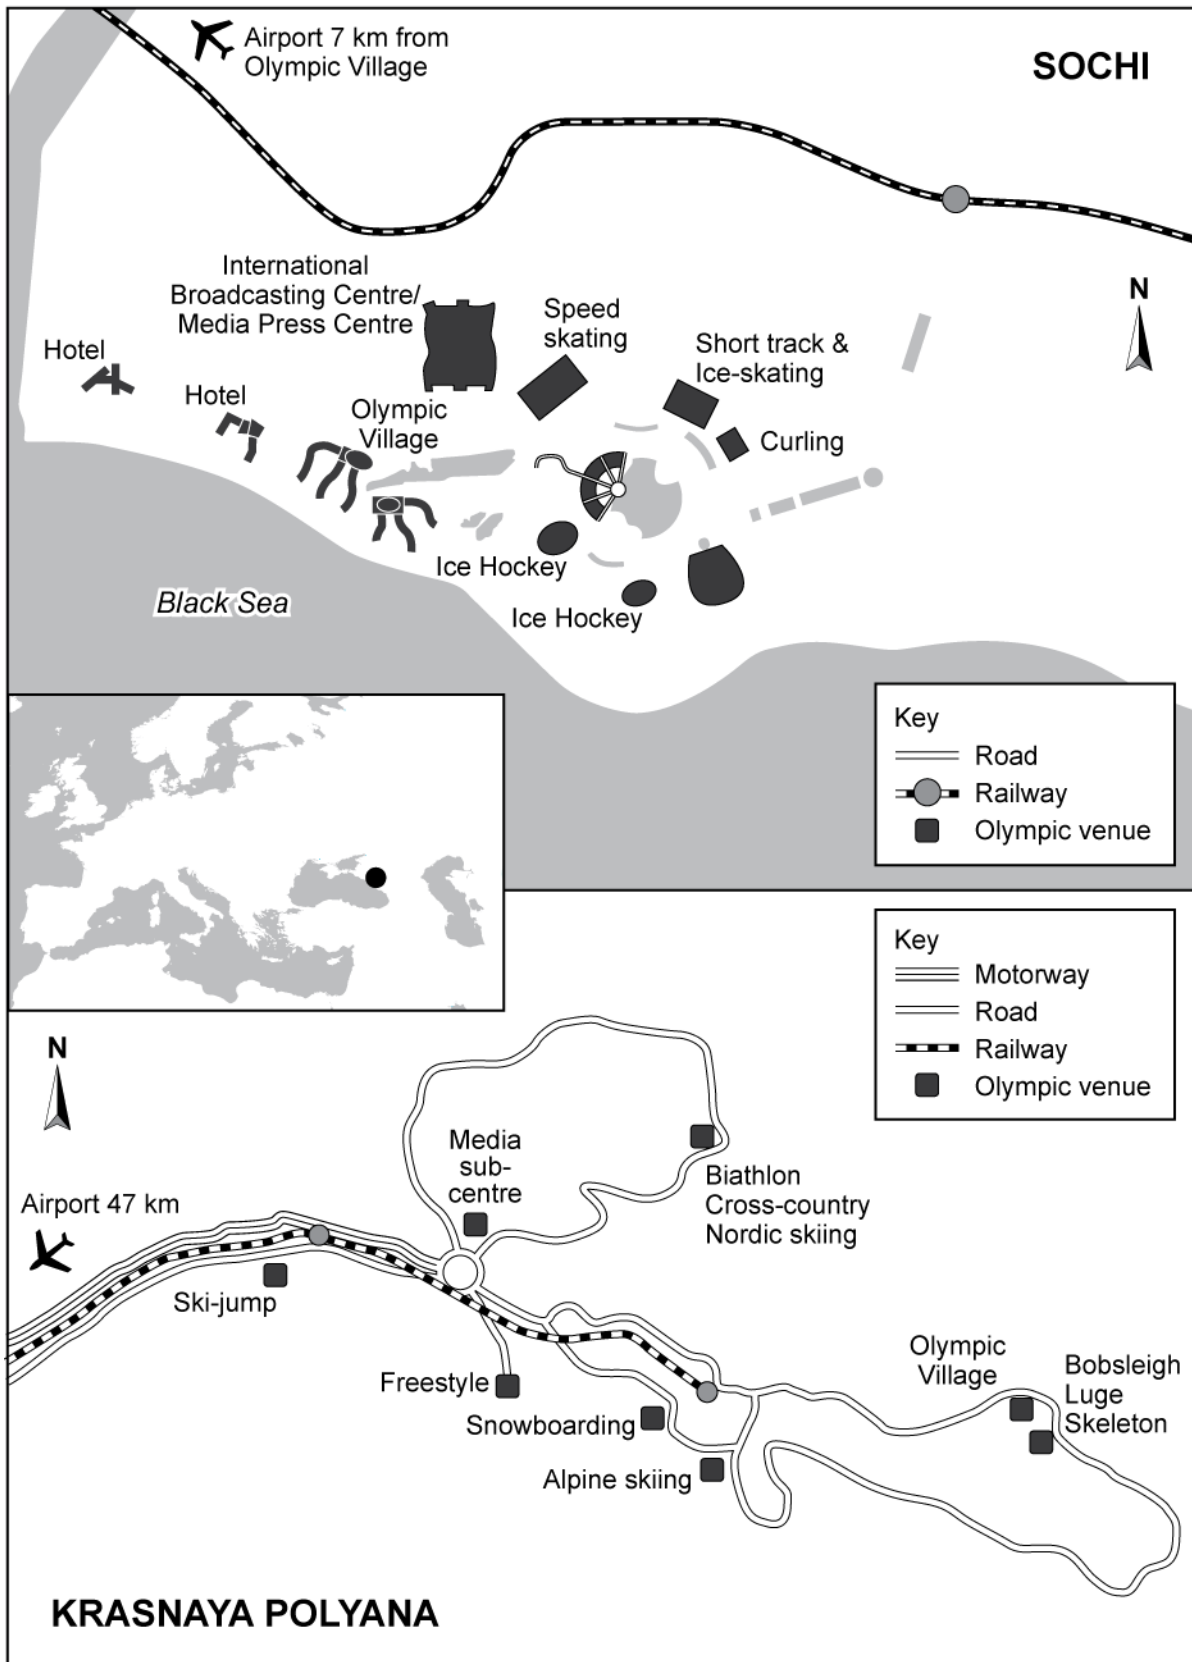 Airport 7 km from
Olympic Village
SOCHI
International
Broadcasting Centre/
Media Press Centre
Speed
skating
N
Short track &
Ice-skating
Hotel
Hotel
Olympic
Village
Curling
Ice Hockey
Ice Hockey
Black Sea
Key
Road
Railway
Olympic venue
Key
Motorway
Road
Railway
Olympic venue
N
Media
sub-
centre
Biathlon
Cross-country
Nordic skiing
Airport 47 km
Ski-jump
Freestyle
Snowboarding
Alpine skiing
Olympic
Village
Bobsleigh
Luge
Skeleton
KRASNAYA POLYANA